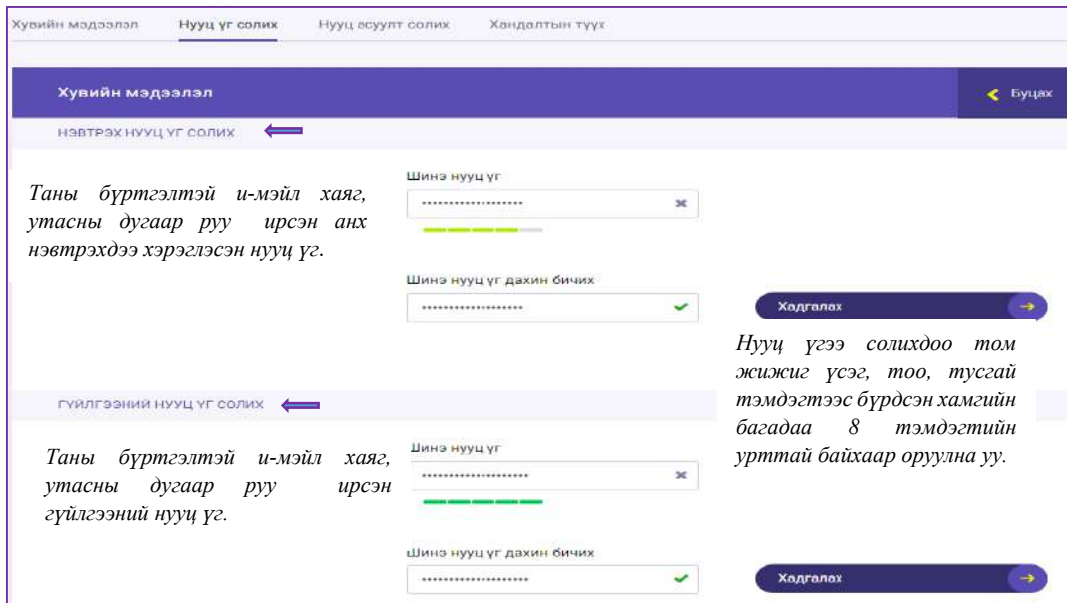 Хувийн мэдээлэл Нууц үг солих Нууц асуулт солих Хандалтын түүх
Хувийн мэдээлэл Буцах
НЭВТРЭХ НУУЦ ҮГ СОЛИХ
Таны бүртгэлтэй и-мэйл хаяг,
утасны дугаар руу ирсэн анх
нэвтрэхдээ хэрэглэсэн нууц үг.
Шинэ нууц үг
Шинэ нууц үг дахин бичих
Хадгалах
Нууц үгээ солихдоо том
жижиг үсэг, тоо, тусгай
тэмдэгтээс бүрдсэн хамгийн
багадаа 8 тэмдэгтийн
урттай байхаар оруулна уу.
ГҮЙЛГЭЭНИЙ НУУЦ ҮГ СОЛИХ
Таны бүртгэлтэй и-мэйл хаяг,
утасны дугаар руу ирсэн
гүйлгээний нууц үг.
Шинэ нууц үг
Шинэ нууц үг дахин бичих
Хадгалах